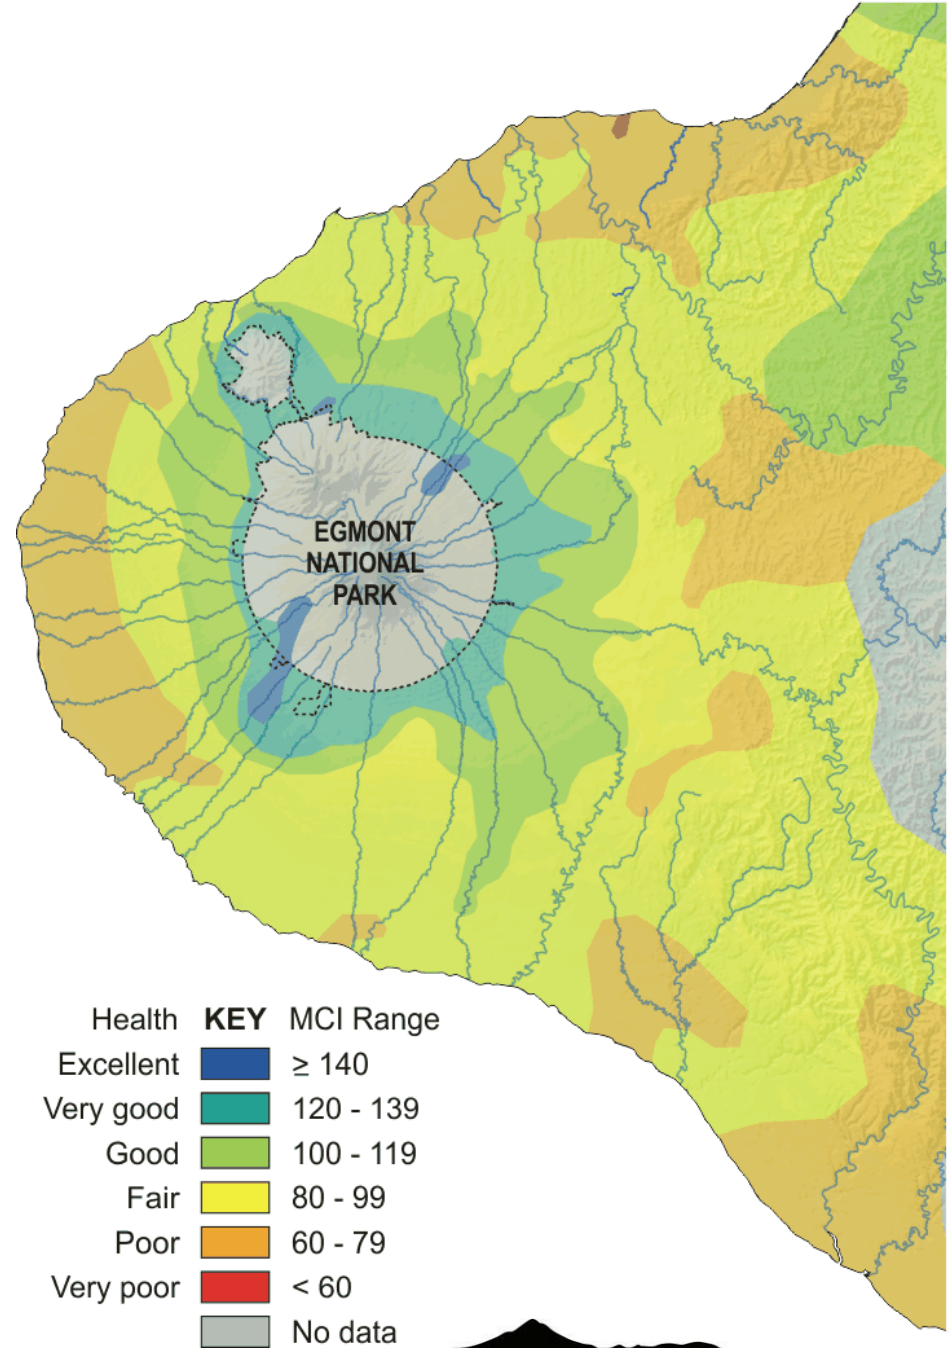 EGMONT
NATIONAL
PARK
Health KEY MCI Range
Excellent ≥ 140
Very good 120 - 139
Good 100 - 119
Fair 80 - 99
Poor 60 - 79
Very poor < 60
No data